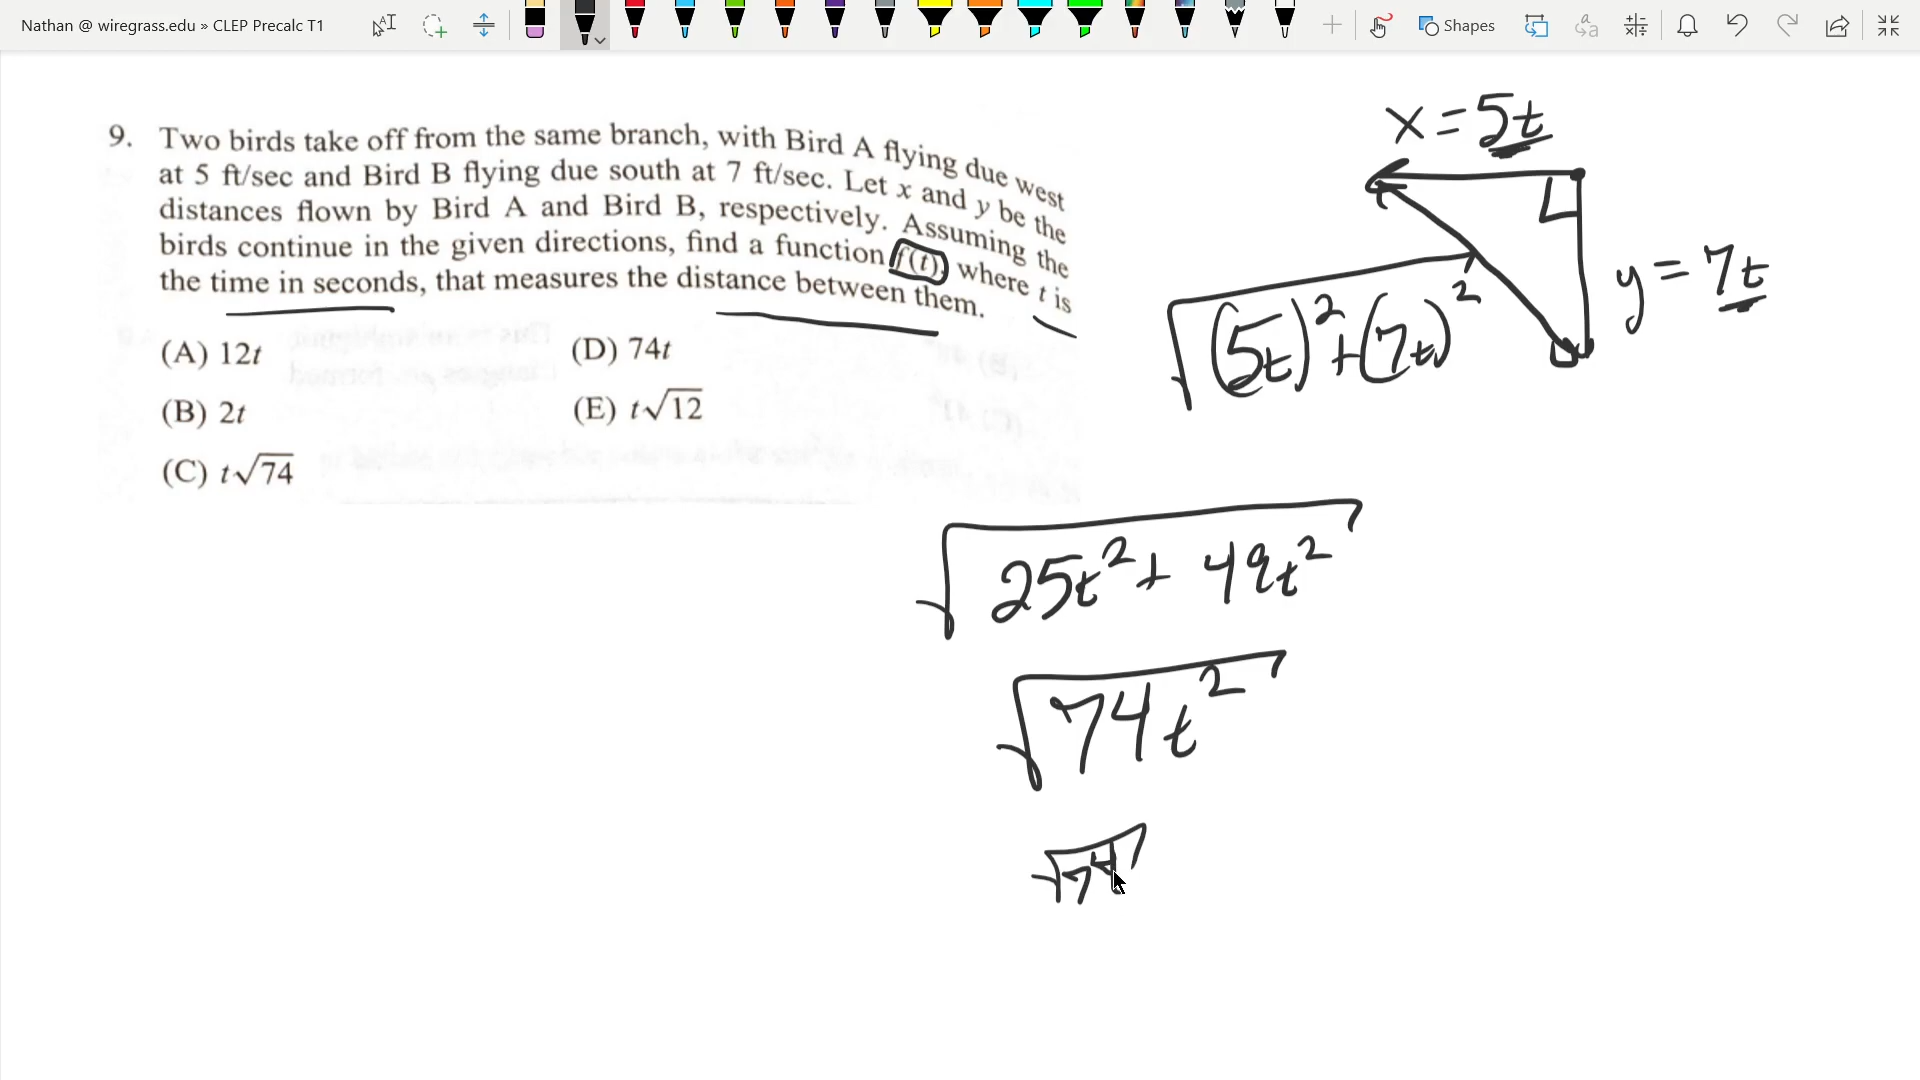 Nathan @ wiregrass.edu » CLEP Precalc T1
Shapes
9. Two birds take off from the same branch, with Bird A flying due west
at 5 ft/sec and Bird B flying due south at 7 ft/sec. Let x and y be the
distances flown by Bird A and Bird B, respectively. Assuming the
birds continue in the given directions, find a function f(t), where t is
the time in seconds, that measures the distance between them.
(A) 12t
(B) 2t
(C) t√74
(D) 74t
(E) t√12
x = 5t
y = 7t
√(5t)² + (7t)²
√25t² + 49t²
√74t²
√74